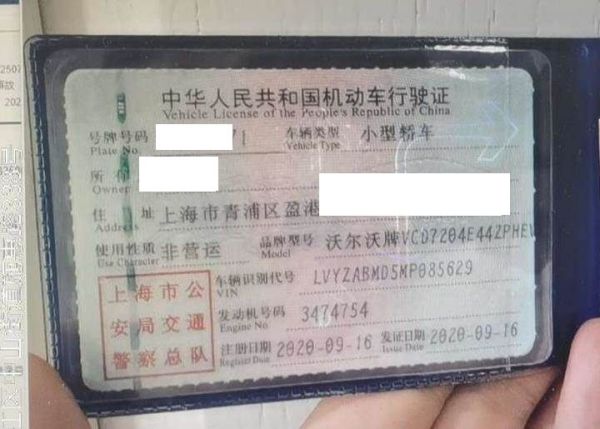 2507
202
中华人民共和国机动车行驶证
Vehicle License of the People's Republic of China
号牌号码 71 车辆类型 小型轿车
Plate No. Vehicle Type
所
Owner
住 址 上海市青浦区盈港
Address
使用性质 非营运 品牌型号 沃尔沃牌VCD7204E44ZPHEV
Use Character Model
上海市公 车辆识别代号 LVYZABMD5MP085629
VIN
安局交通 发动机号码 3474754
Engine No
警察总队 注册日期 2020-09-16 发证日期 2020-09-16
Register Date Issue Date